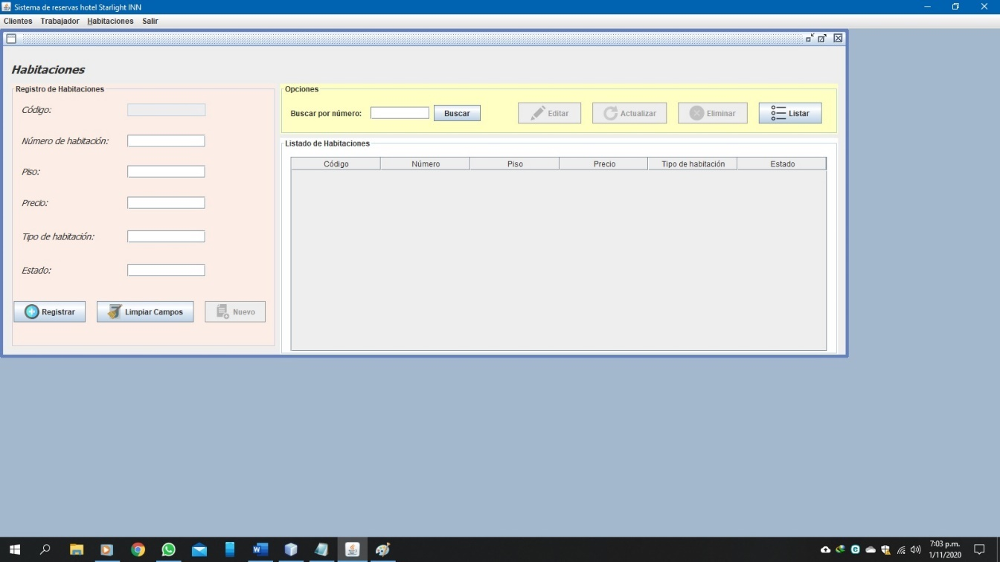 Sistema de reservas hotel Starlight INN
Clientes Trabajador Habitaciones Salir
Habitaciones
Registro de Habitaciones
Código:
Número de habitación:
Piso:
Precio:
Tipo de habitación:
Estado:
Registrar Limpiar Campos Nuevo
Opciones
Buscar por número: Buscar Editar Actualizar Eliminar Listar
Listado de Habitaciones
Código Número Piso Precio Tipo de habitación Estado
7:03 p.m.
1/11/2020